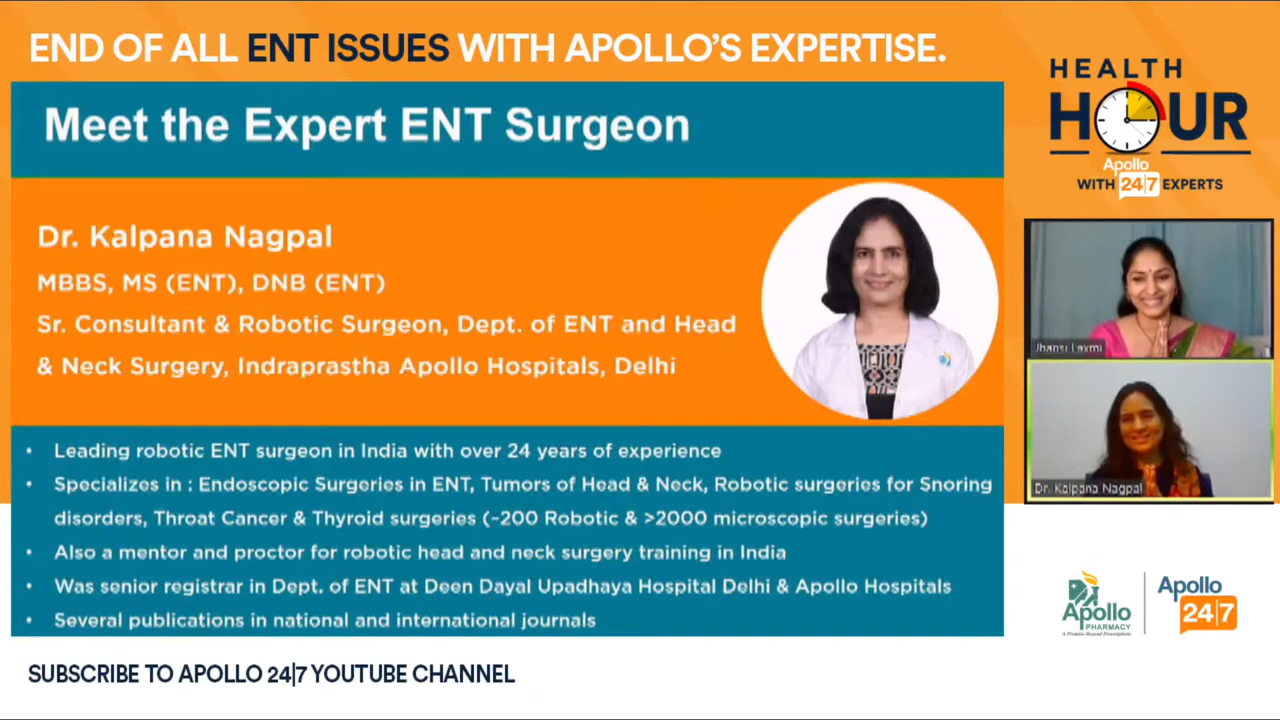 END OF ALL ENT ISSUES WITH APOLLO'S EXPERTISE.
Meet the Expert ENT Surgeon
Dr. Kalpana Nagpal
MBBS, MS (ENT), DNB (ENT)
Sr. Consultant & Robotic Surgeon, Dept. of ENT and Head
& Neck Surgery, Indraprastha Apollo Hospitals, Delhi
• Leading robotic ENT surgeon in India with over 24 years of experience
• Specializes in : Endoscopic Surgeries in ENT, Tumors of Head & Neck, Robotic surgeries for Snoring
disorders, Throat Cancer & Thyroid surgeries (~200 Robotic & >2000 microscopic surgeries)
• Also a mentor and proctor for robotic head and neck surgery training in India
• Was senior registrar in Dept. of ENT at Deen Dayal Upadhaya Hospital Delhi & Apollo Hospitals
• Several publications in national and international journals
SUBSCRIBE TO APOLLO 24|7 YOUTUBE CHANNEL
HEALTH
HOUR
Apollo
WITH 24|7 EXPERTS
Jhansi Laxmi
Dr. Kalpana Nagpal
Apollo
PHARMACY
A Promise Beyond Prescriptions
Apollo
24|7